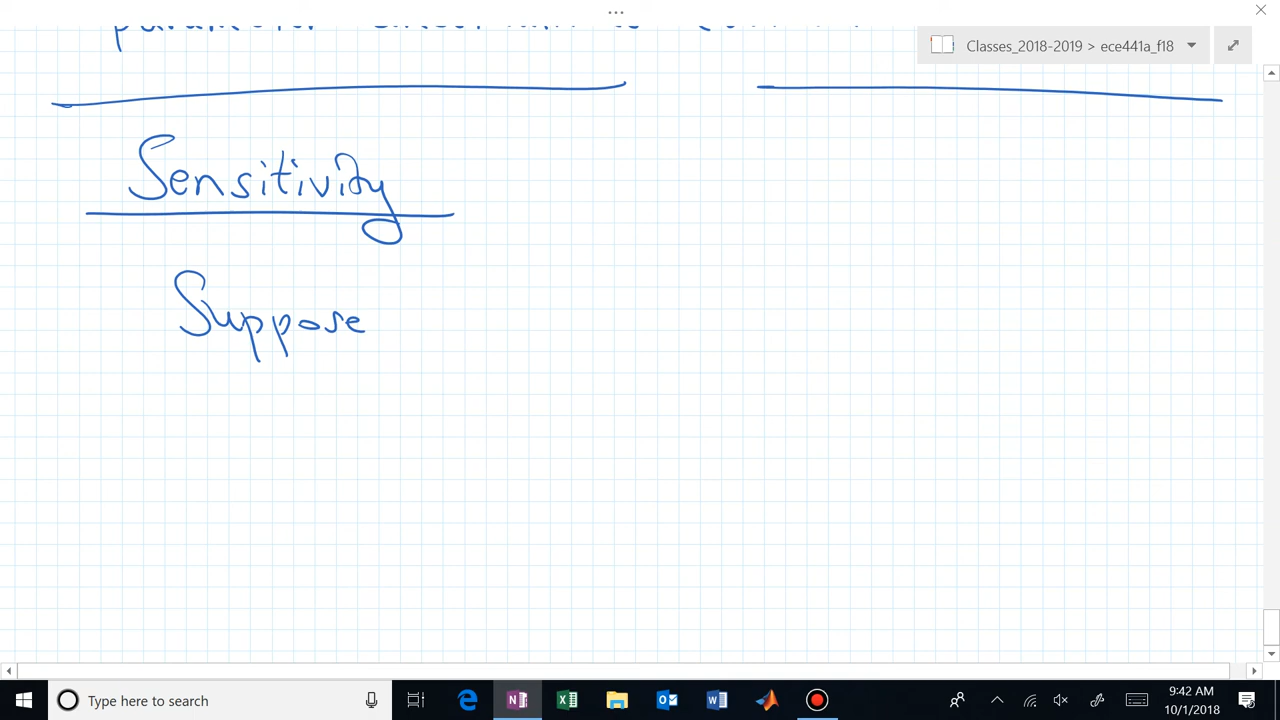 Classes_2018-2019 > ece441a_f18
Sensitivity
Suppose
Type here to search
9:42 AM
10/1/2018